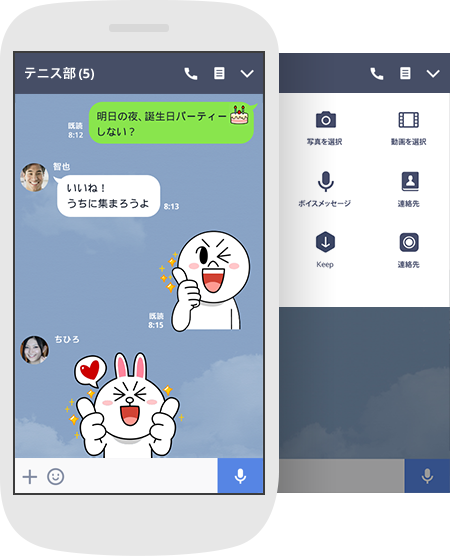 テニス部 (5)
明日の夜、誕生日パーティー
しない？
既読
8:12
智也
いいね！
うちに集まろうよ
8:13
既読
8:15
ちひろ
写真を選択
動画を選択
ボイスメッセージ
連絡先
Keep
連絡先